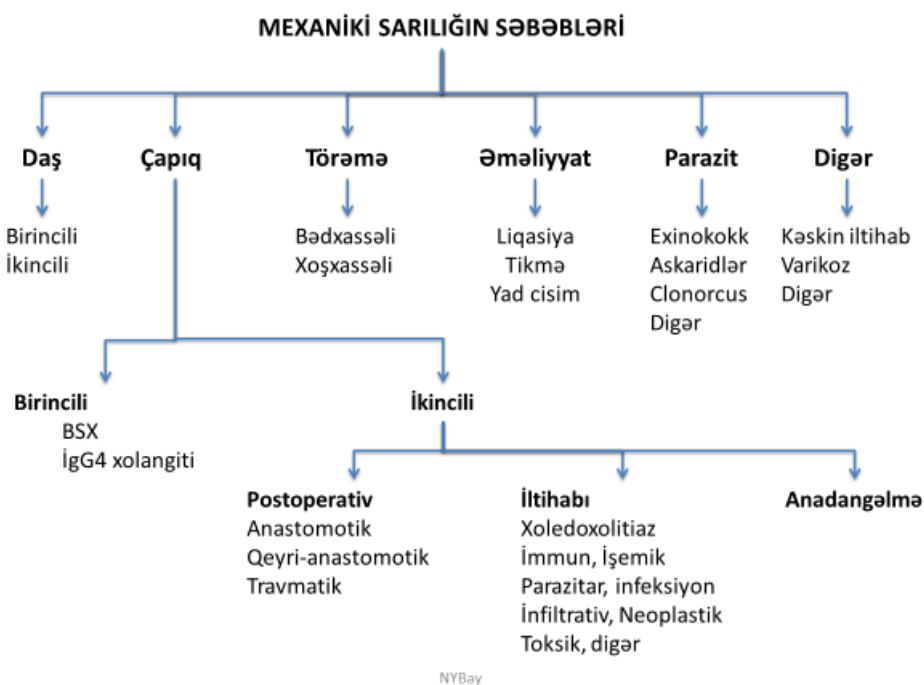 MEXANİKİ SARILIĞIN SƏBƏBLƏRİ
Daş
Çapıq
Törəmə
Əməliyyat
Parazit
Digər
Birincili
İkincili
Bədxassəli
Xoşxassəli
Liqasiya
Tikmə
Yad cisim
Exinokokk
Askaridlər
Clonorcus
Digər
Kəskin iltihab
Varikoz
Digər
Birincili
BSX
İgG4 xolangiti
İkincili
Postoperativ
Anastomotik
Qeyri-anastomotik
Travmatik
İltihabı
Xoledoxolitiaz
İmmun, İşemik
Parazitar, infeksiyon
İnfiltrativ, Neoplastik
Toksik, digər
Anadangəlmə
NYBay